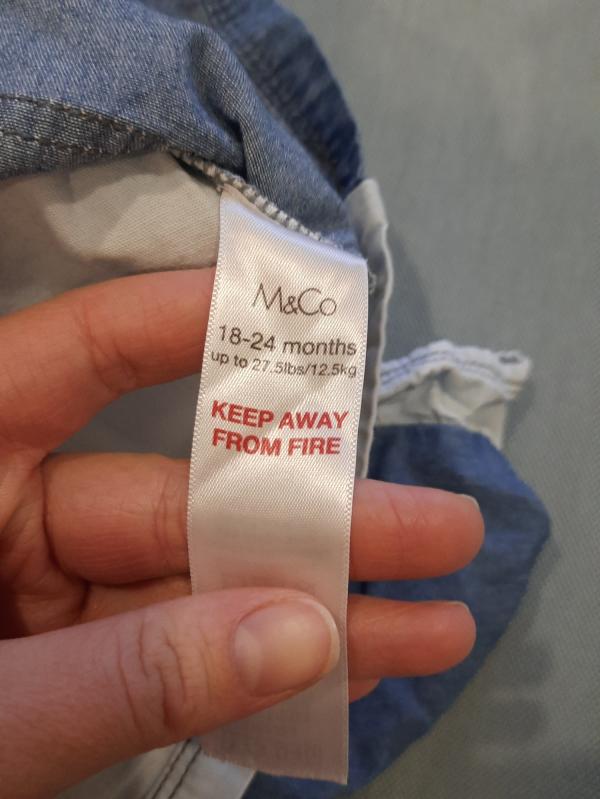 M&Co
18-24 months
up to 27.5lbs/12.5kg
KEEP AWAY
FROM FIRE